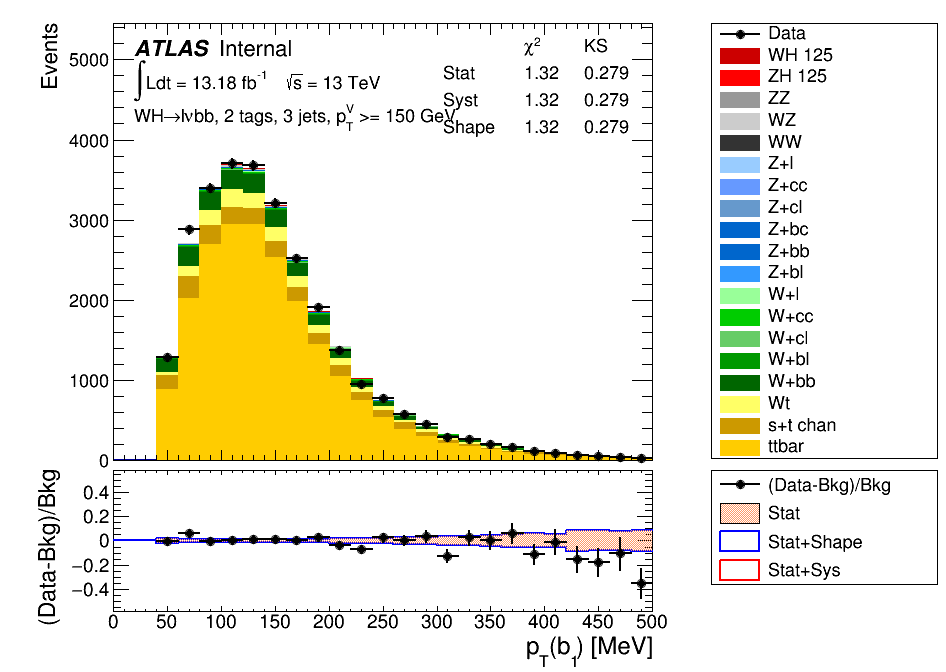 Events
5000
4000
3000
2000
1000
0
ATLAS Internal
∫Ldt = 13.18 fb⁻¹ √s = 13 TeV
WH→lνbb, 2 tags, 3 jets, p_T^V >= 150 GeV
χ² KS
Stat 1.32 0.279
Syst 1.32 0.279
Shape 1.32 0.279
Data
WH 125
ZH 125
ZZ
WZ
WW
Z+l
Z+cc
Z+cl
Z+bc
Z+bb
Z+bl
W+l
W+cc
W+cl
W+bl
W+bb
Wt
s+t chan
ttbar
(Data-Bkg)/Bkg
0.4
0.2
0
−0.2
−0.4
0 50 100 150 200 250 300 350 400 450 500
p_T(b_1) [MeV]
(Data-Bkg)/Bkg
Stat
Stat+Shape
Stat+Sys